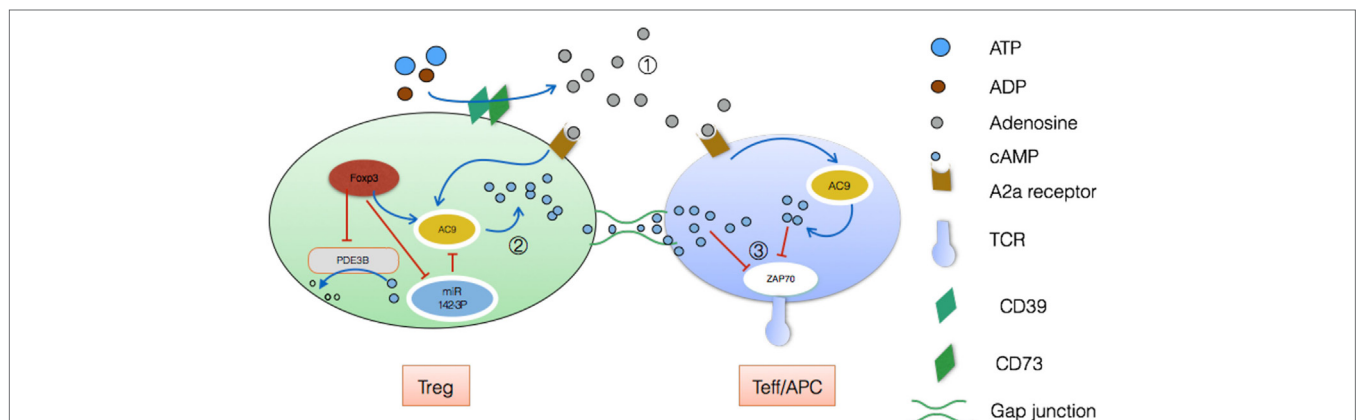 ①
Foxp3
AC9
②
PDE3B
miR
142-3P
AC9
③
ZAP70
Treg
Teff/APC
ATP
ADP
Adenosine
cAMP
A2a receptor
TCR
CD39
CD73
Gap junction